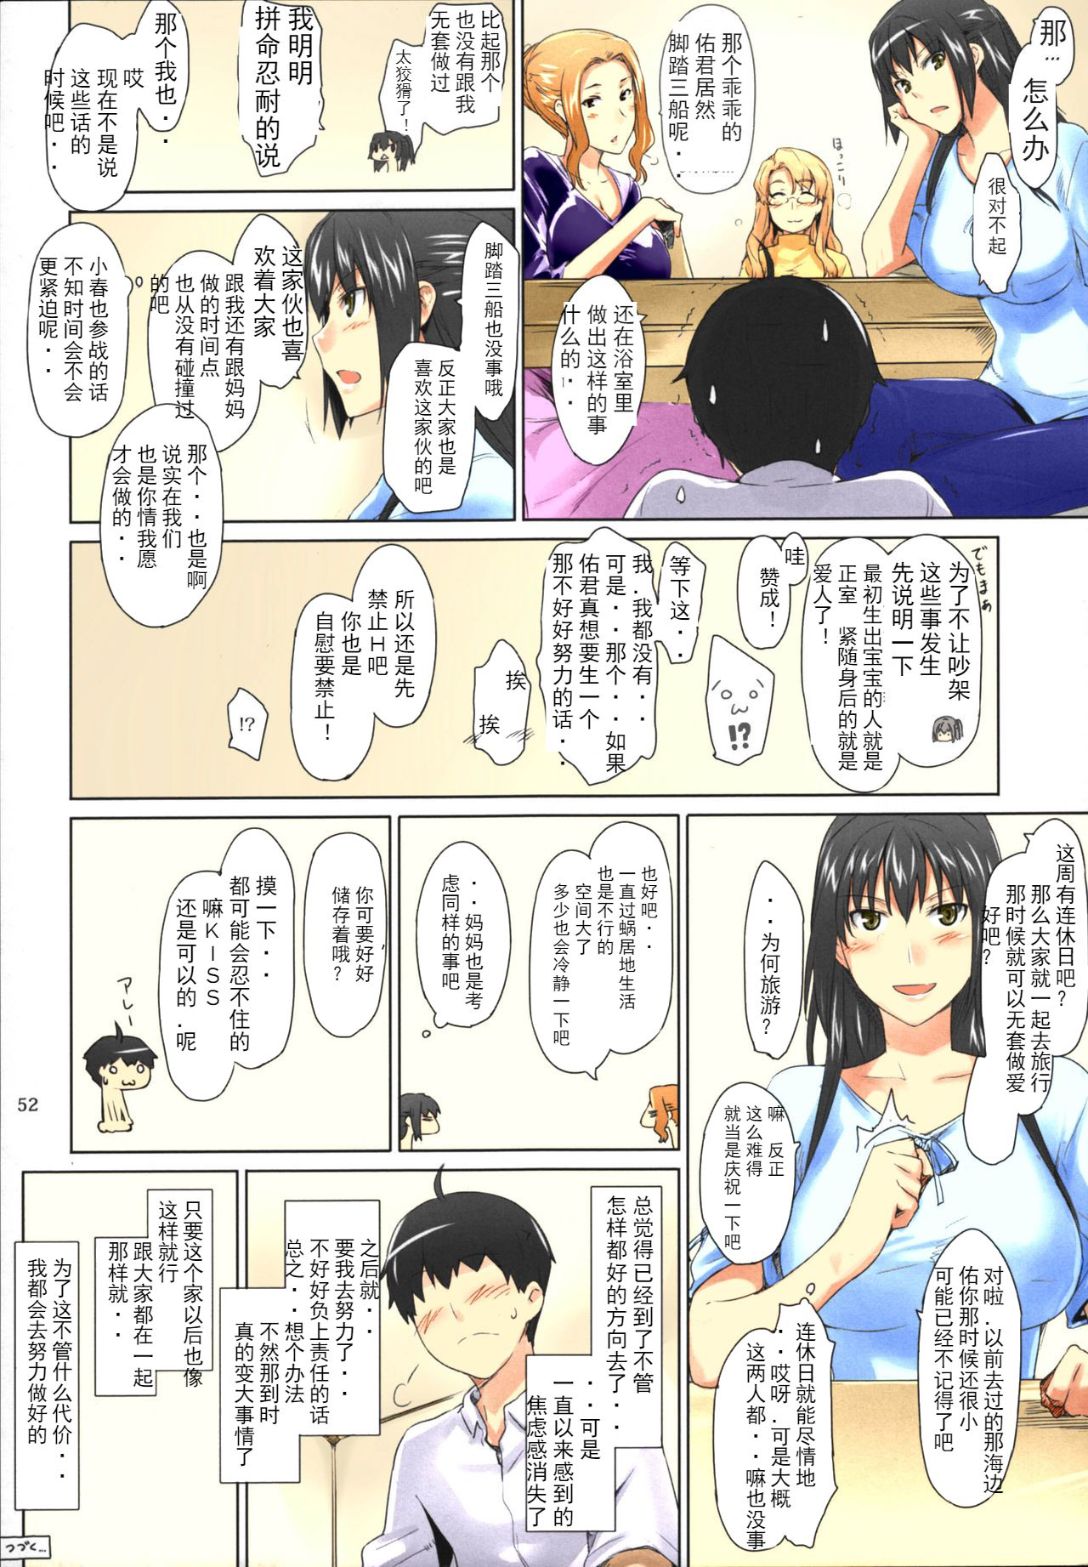 那...
怎么办
很对不起
那个乖乖的
佑君居然
脚踏三船呢..
ほっこり
还在浴室里
做出这样的事
什么的..
比起那个
也没有跟我
无套做过
太狡猾了!
我明明
拼命忍耐的说
那个我也..
哎
现在不是说
这些话的
时候吧..
脚踏三船也没事哦
反正大家也是
喜欢这家伙的吧
这家伙也喜
欢着大家
跟我还有跟妈妈
做的时间点
也从没有碰撞过
的吧
小春也参战的话
不知时间会不会
更紧迫呢..
那个..也是啊
说实在我们
也是你情我愿
才会做的..
でもまぁ
为了不让吵架
这些事发生
先说明一下
最初生出宝宝的人就是
正室 紧随身后的就是
爱人了!
哇
赞成!
!?
等下这..
我.我都没有..
可是..那个..如果
佑君真想要生一个
那不好好努力的话..
挨
挨
所以还是先
禁止H吧
你也是
自慰要禁止!
!?
这周有连休日吧?
那么大家就一起去旅行
那时候就可以无套做爱
好吧?
..为何旅游?
嘛 反正
这么难得
就当是庆祝一下吧
对啦.以前去过的那海边
佑你那时候还很小
可能已经不记得了吧
连休日就能尽情地
..哎呀.可是大概
这两人都..嘛也没事
也好吧..
一直过蜗居地生活
也是不行的
空间大了
多少也会冷静一下吧
..妈妈也是考
虑同样的事吧
你可要好好
储存着哦?
摸一下..
都可能会忍不住的
嘛KISS
还是可以的.呢
アレー
52
总觉得已经到了不管
怎样都好的方向去了..
..可是
一直以来感到的
焦虑感消失了
之后就..
要我去努力了..
不好好负上责任的话
总之..想个办法
不然那到时
真的变大事情了
只要这个家以后也像
这样就行
跟大家都在一起
那样就..
为了这不管什么代价..
我都会去努力做好的
つづく...